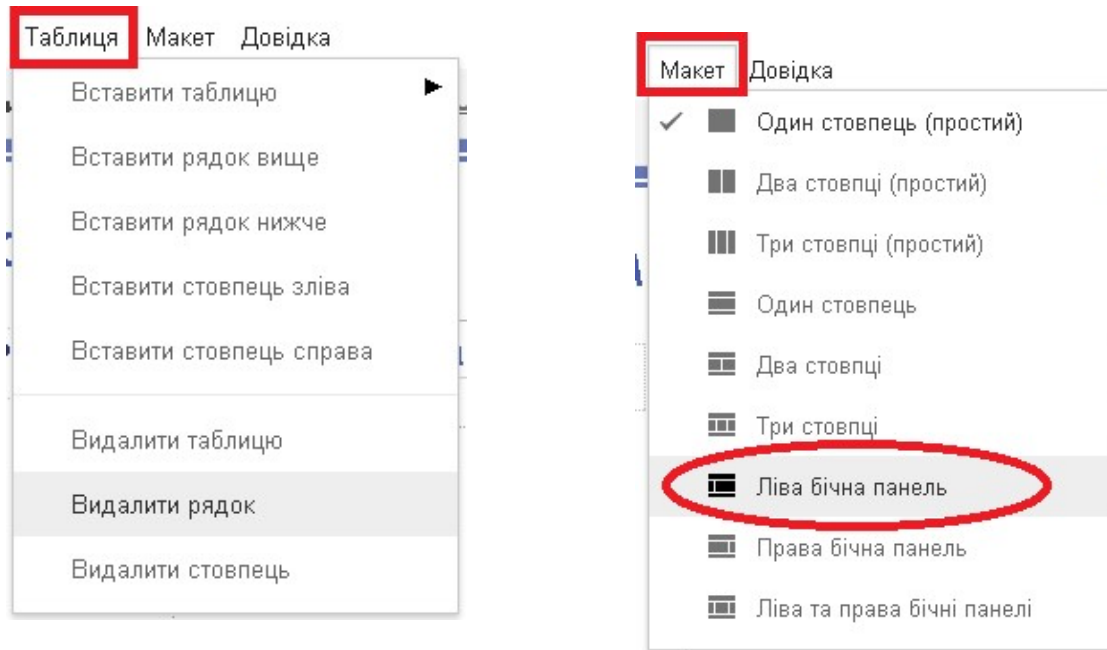 Таблиця Макет Довідка
Вставити таблицю
Вставити рядок вище
Вставити рядок нижче
Вставити стовпець зліва
Вставити стовпець справа
Видалити таблицю
Видалити рядок
Видалити стовпець
Макет Довідка
Один стовпець (простий)
Два стовпці (простий)
Три стовпці (простий)
Один стовпець
Два стовпці
Три стовпці
Ліва бічна панель
Права бічна панель
Ліва та права бічні панелі